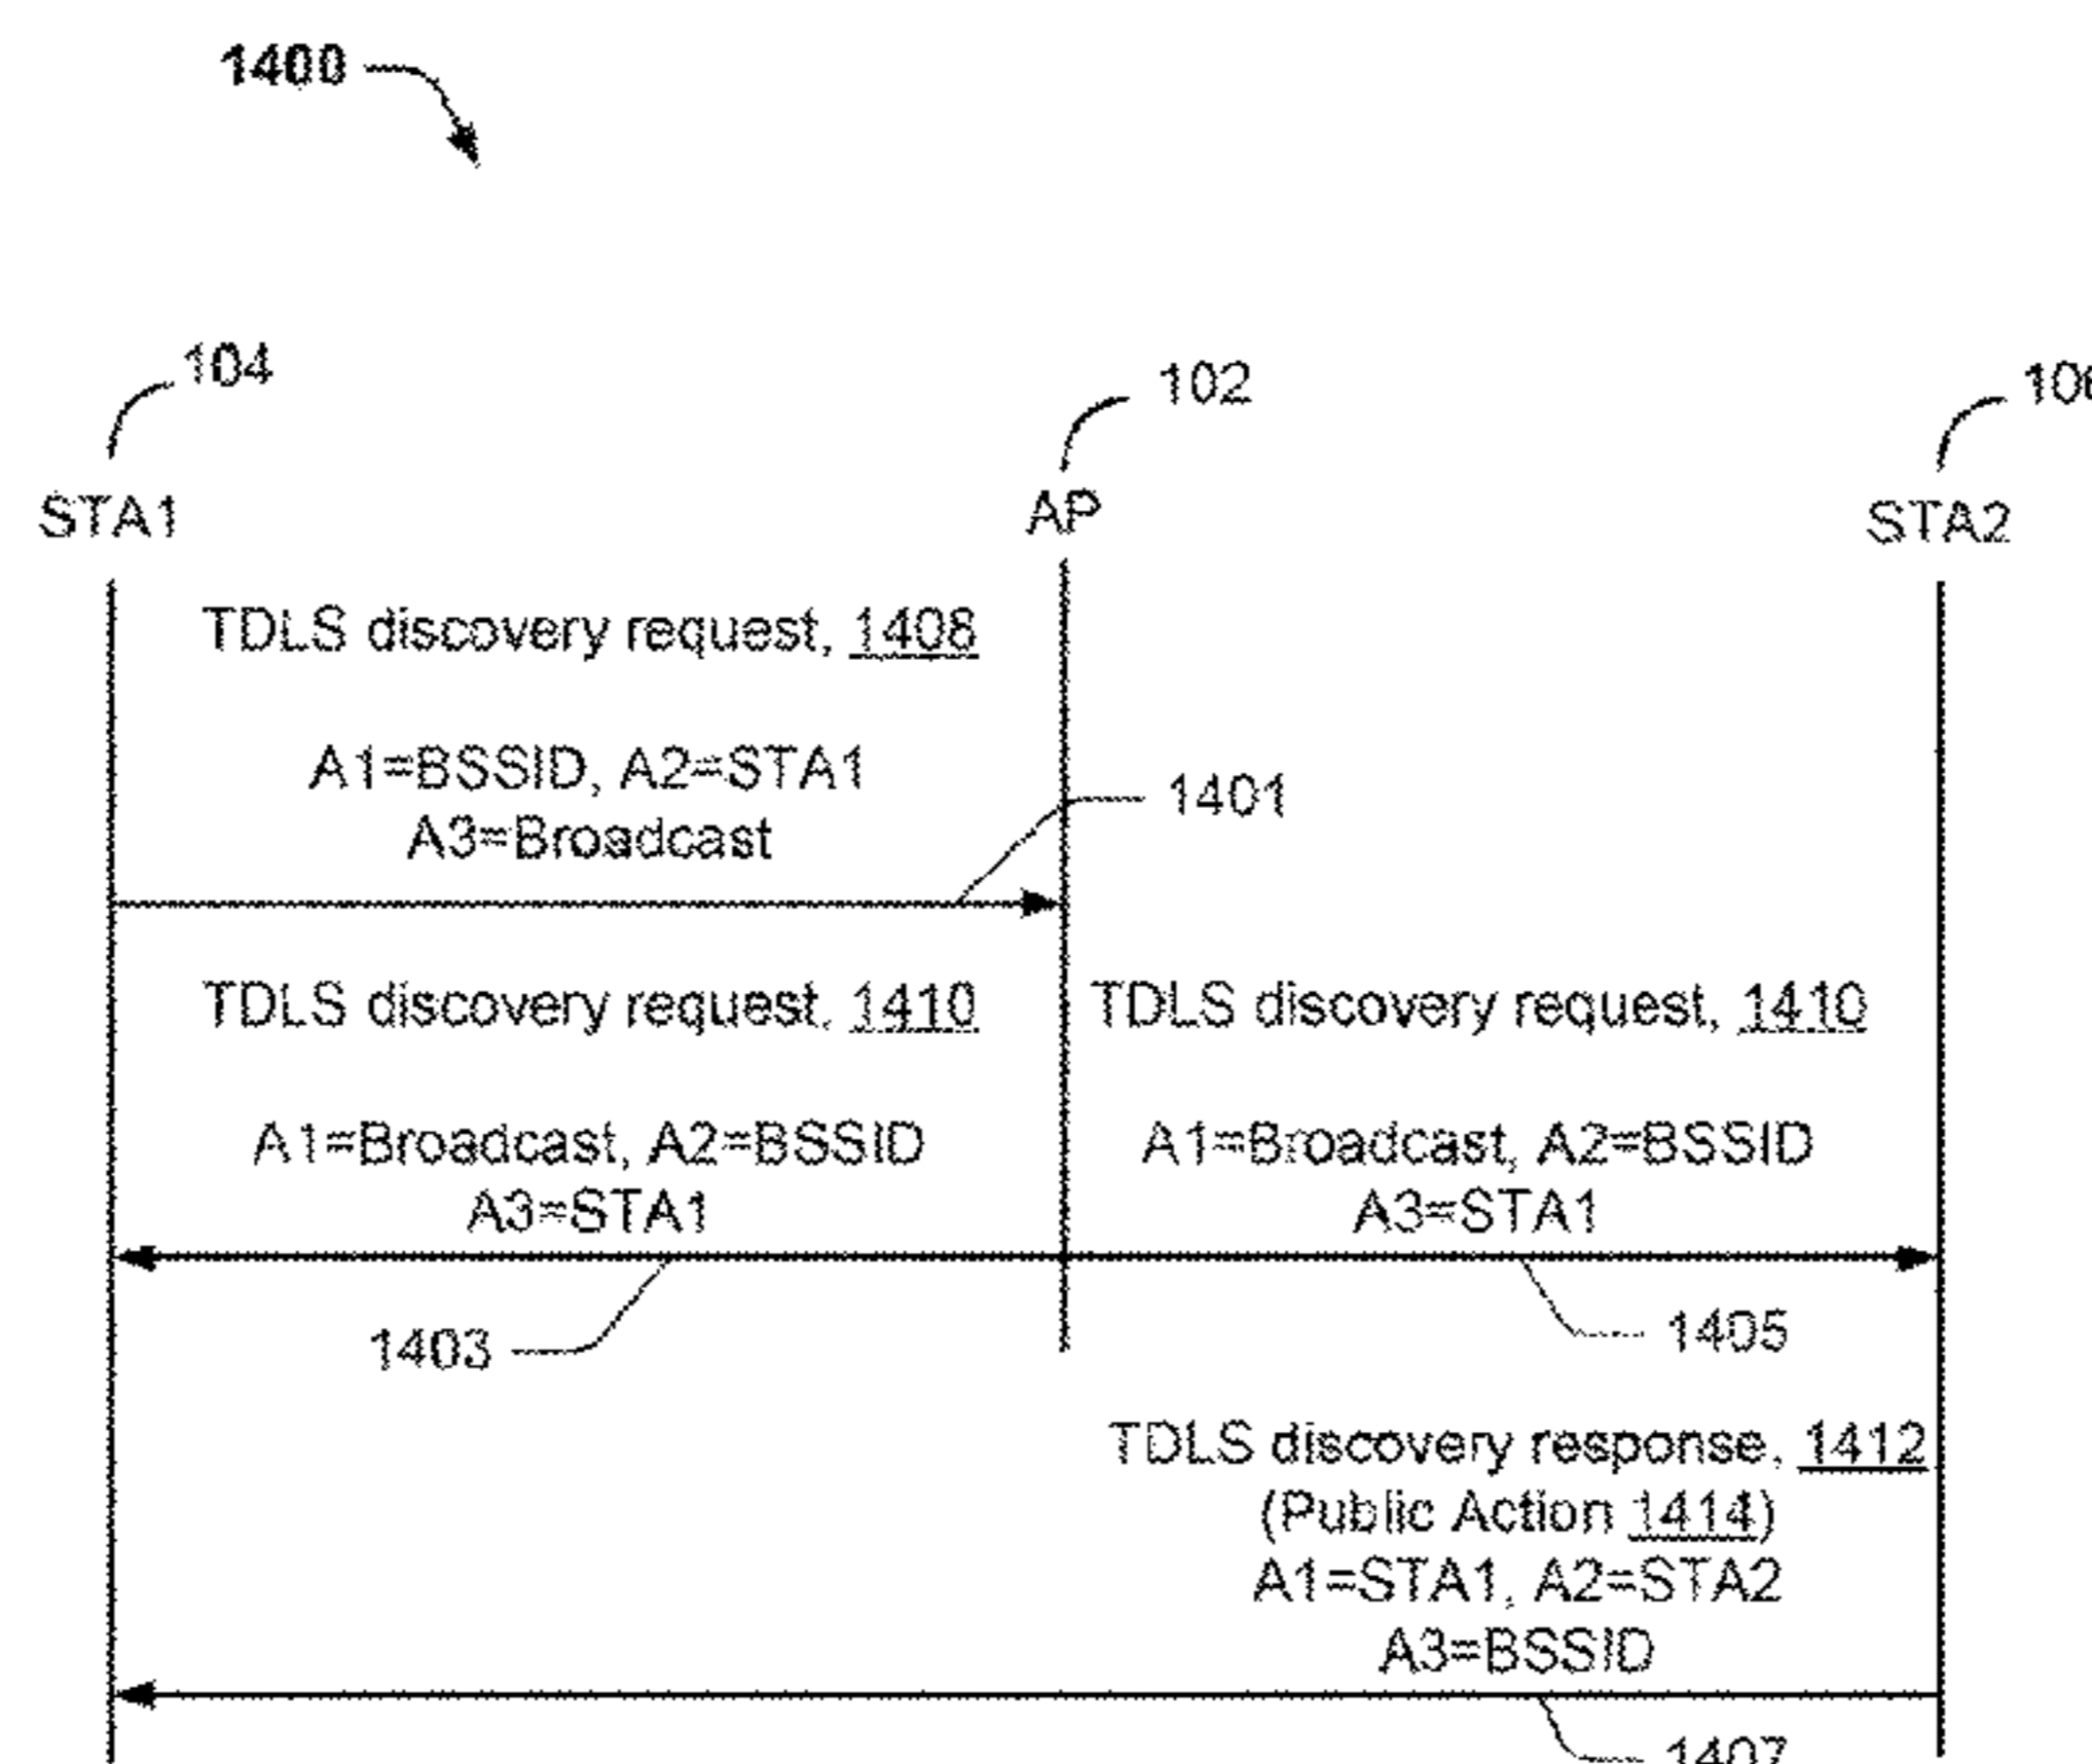 1400
104
102
STA1
AP
STA2
TDLS discovery request, 1408
A1=BSSID, A2=STA1
A3=Broadcast
1401
TDLS discovery request, 1410
TDLS discovery request, 1410
A1=Broadcast, A2=BSSID
A3=STA1
A1=Broadcast, A2=BSSID
A3=STA1
1403
1405
TDLS discovery response, 1412
(Public Action 1414)
A1=STA1, A2=STA2
A3=BSSID
1407